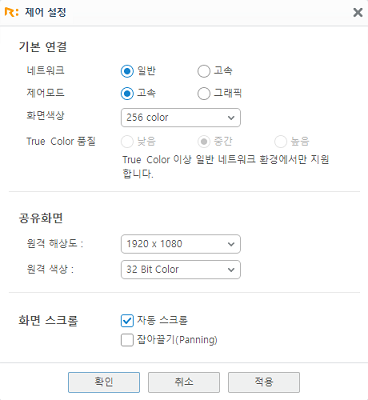 R: 제어 설정
기본 연결
네트워크 일반 고속
제어모드 고속 그래픽
화면색상 256 color
True Color 품질 낮음 중간 높음
True Color 이상 일반 네트워크 환경에서만 지원
합니다.
공유화면
원격 해상도 : 1920 x 1080
원격 색상 : 32 Bit Color
화면 스크롤 자동 스크롤
잡아끌기(Panning)
확인 취소 적용